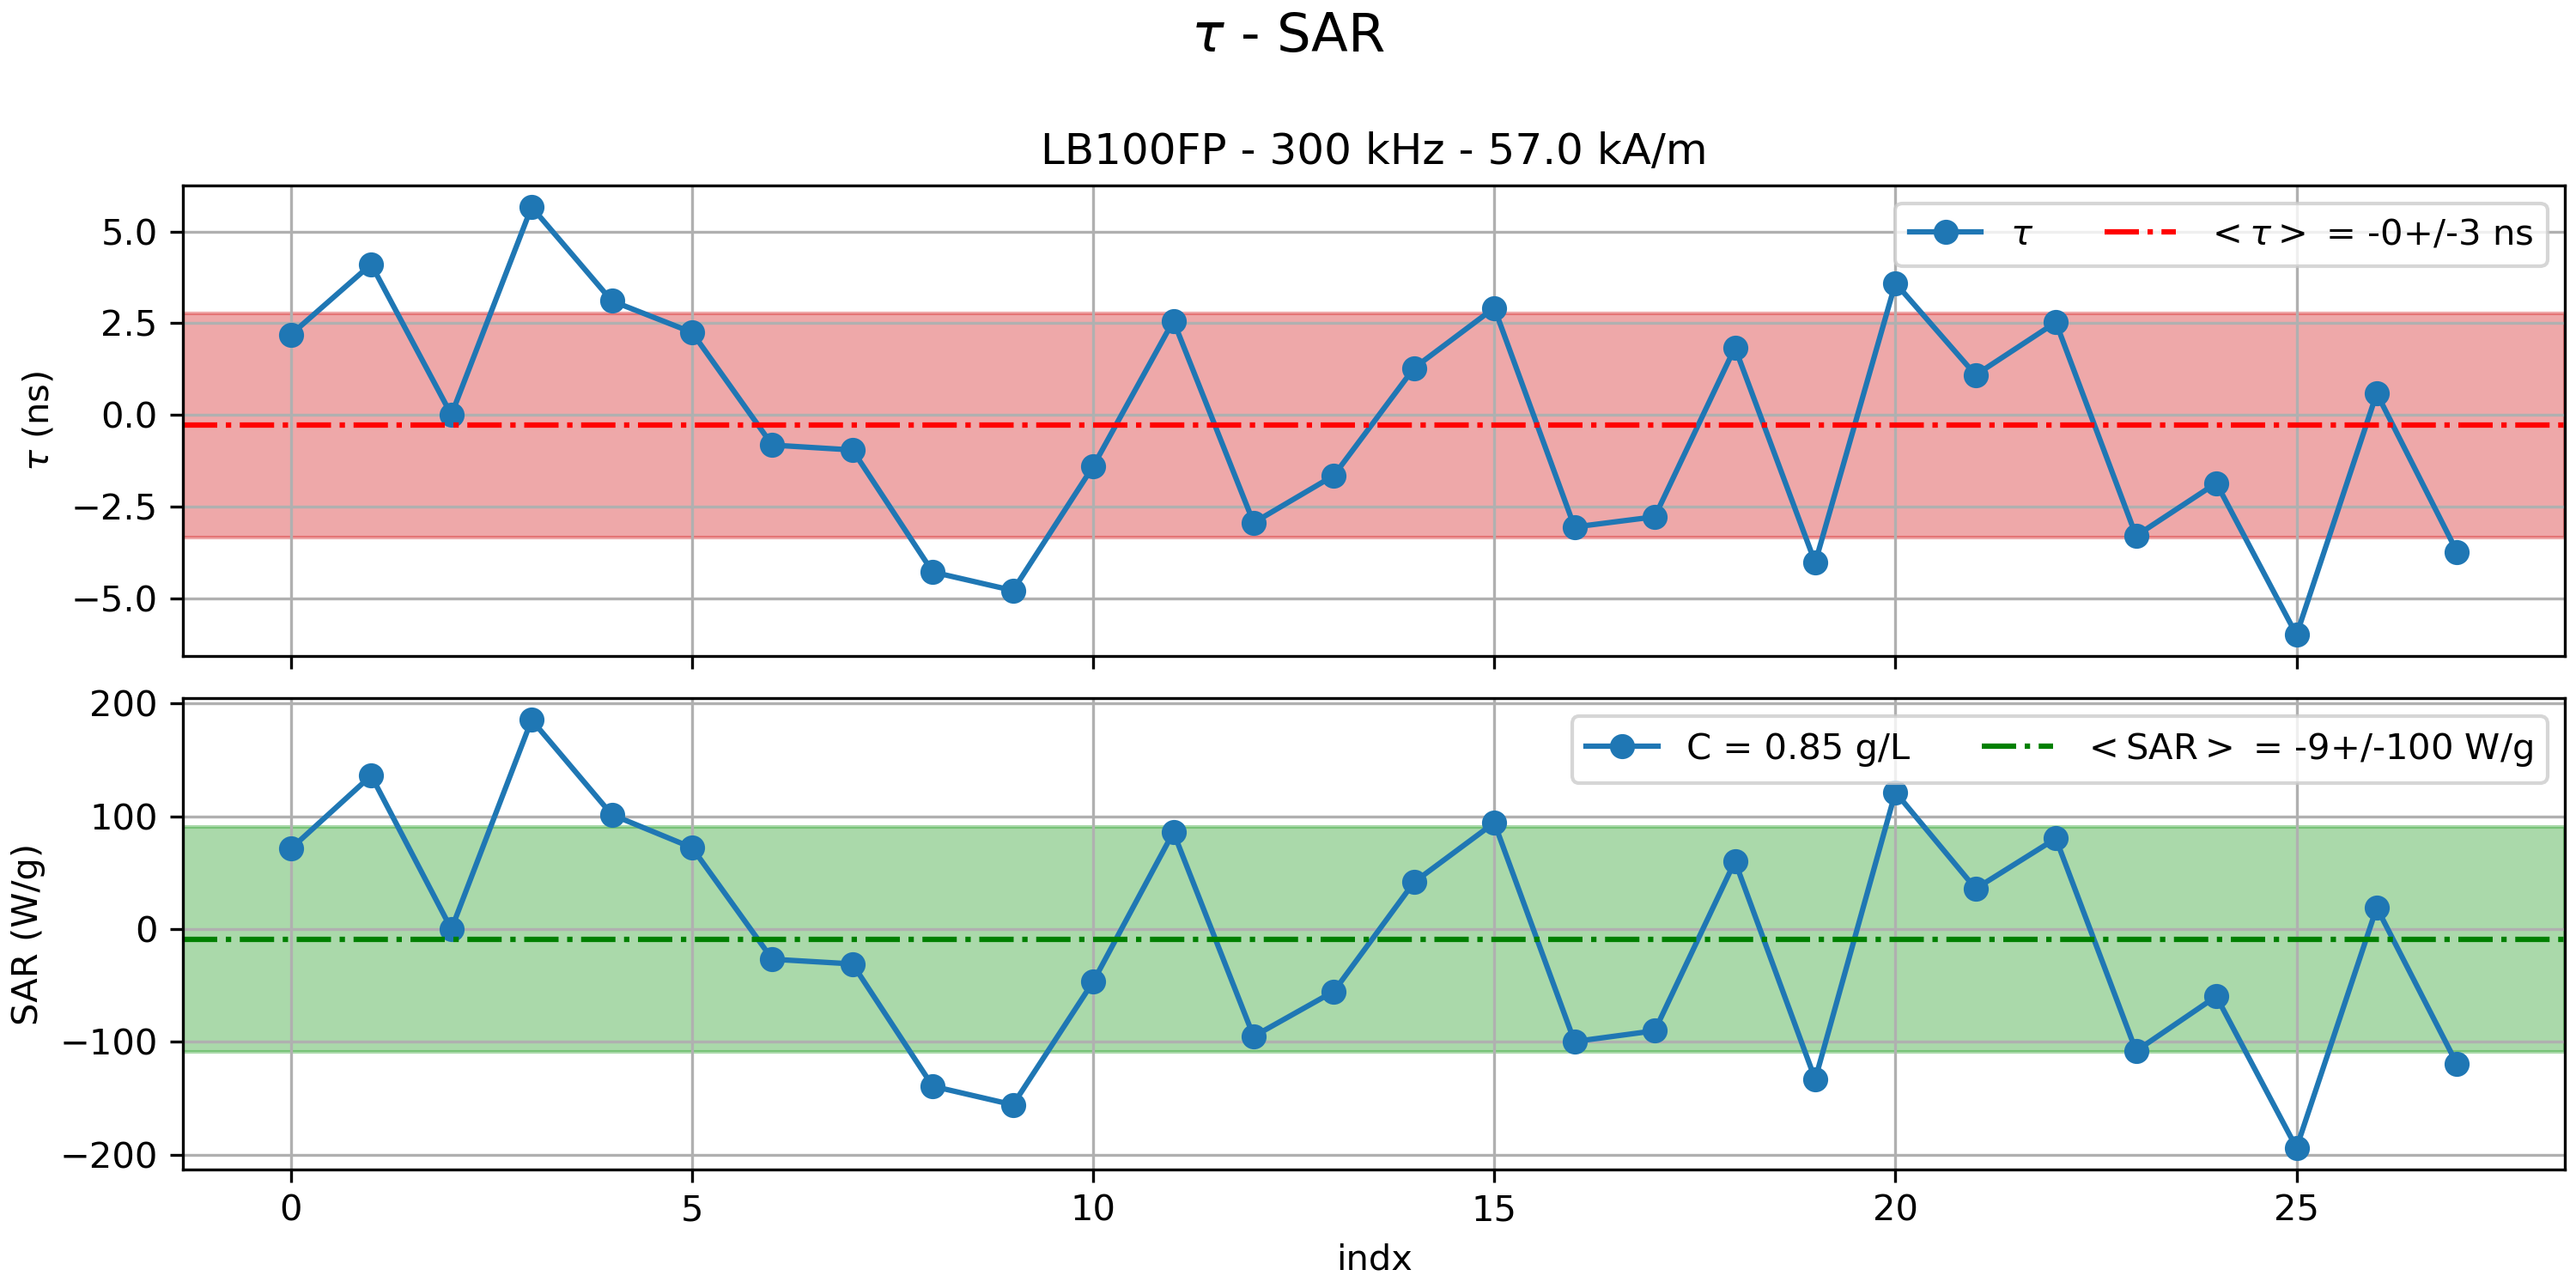 τ - SAR
LB100FP - 300 kHz - 57.0 kA/m
τ (ns)
5.0
2.5
0.0
−2.5
−5.0
τ
<τ> = -0+/-3 ns
SAR (W/g)
200
100
0
−100
−200
C = 0.85 g/L
<SAR> = -9+/-100 W/g
0 5 10 15 20 25
indx